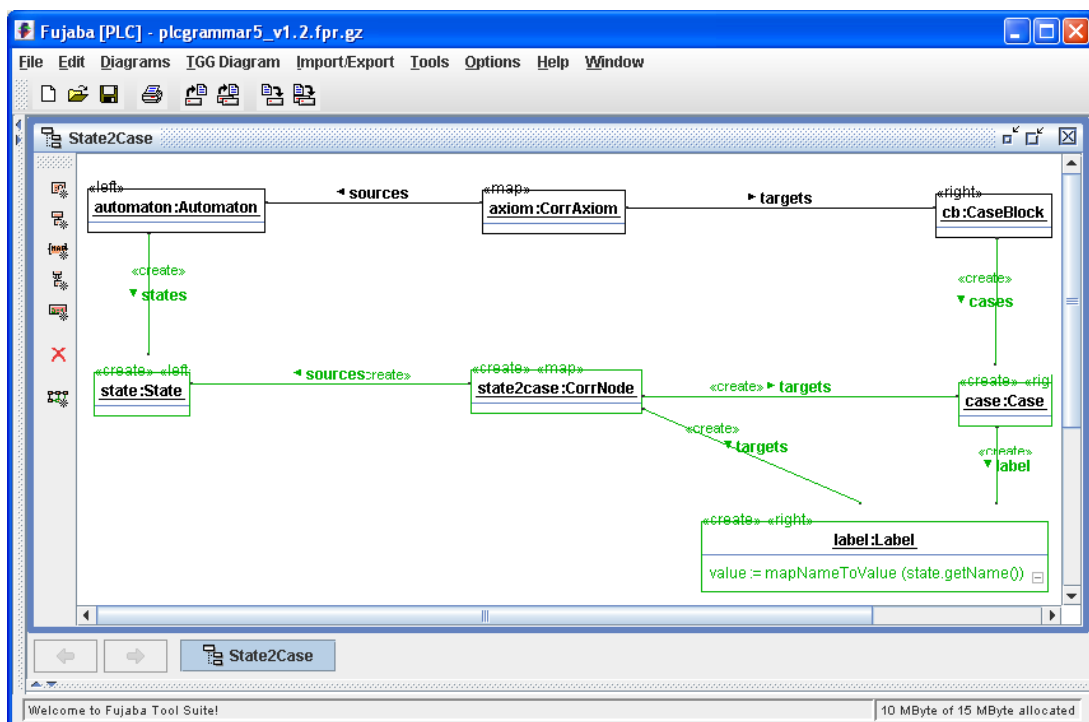 Fujaba [PLC] - plcgrammar5_v1.2.fpr.gz
File Edit Diagrams TGG Diagram Import/Export Tools Options Help Window
State2Case
«left»
automaton:Automaton
◄ sources
«map»
axiom:CorrAxiom
► targets
«right»
cb:CaseBlock
«create»
▼ states
«create»
▼ cases
«create» «left
state:State
◄ sources create»
«create» «map»
state2case:CorrNode
«create» ► targets
«create» «rig
case:Case
«create»
▼ targets
«create»
▼ label
«create» «right»
label:Label
value := mapNameToValue (state.getName())
State2Case
Welcome to Fujaba Tool Suite!
10 MByte of 15 MByte allocated